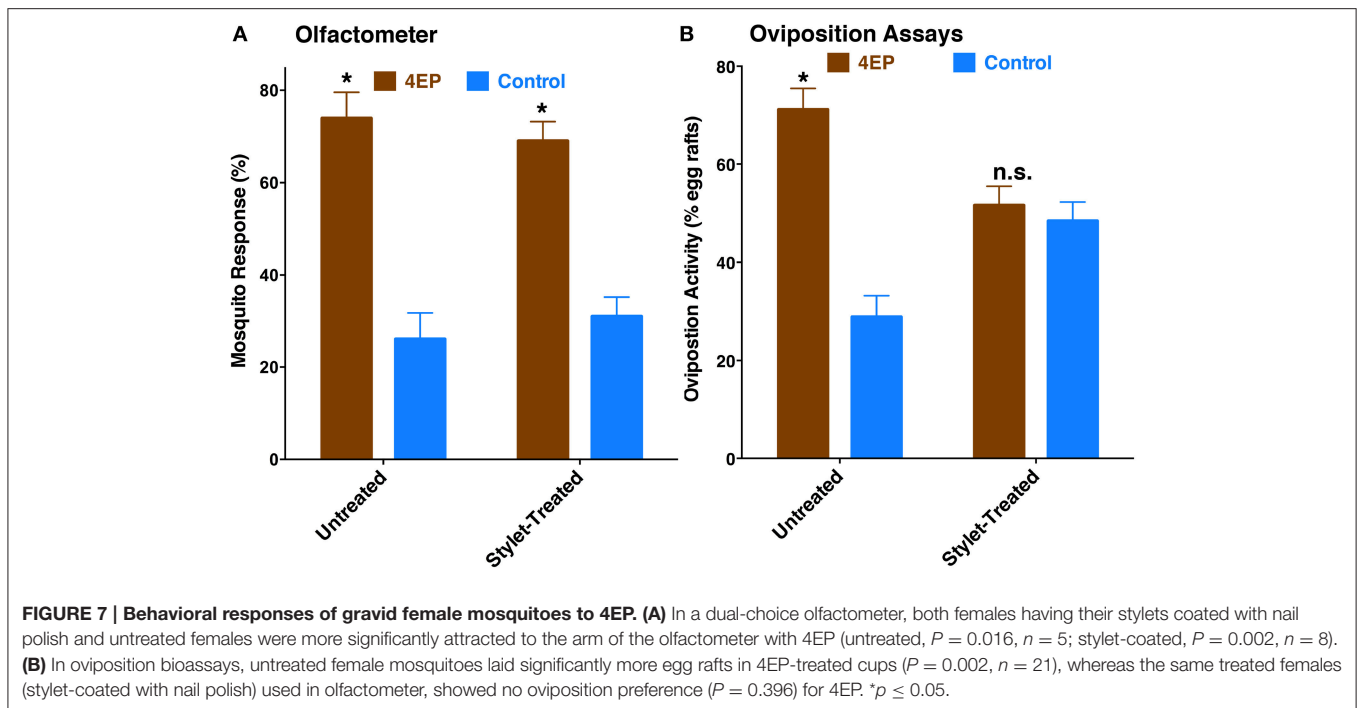 A Olfactometer
4EP Control
*
*
Mosquito Response (%)
80
60
40
20
0
Untreated
Stylet-Treated
B Oviposition Assays
4EP Control
*
n.s.
Ovipostion Activity (% egg rafts)
80
60
40
20
0
Untreated
Stylet-Treated
FIGURE 7 | Behavioral responses of gravid female mosquitoes to 4EP. (A) In a dual-choice olfactometer, both females having their stylets coated with nail
polish and untreated females were more significantly attracted to the arm of the olfactometer with 4EP (untreated, P = 0.016, n = 5; stylet-coated, P = 0.002, n = 8).
(B) In oviposition bioassays, untreated female mosquitoes laid significantly more egg rafts in 4EP-treated cups (P = 0.002, n = 21), whereas the same treated females
(stylet-coated with nail polish) used in olfactometer, showed no oviposition preference (P = 0.396) for 4EP. *p ≤ 0.05.